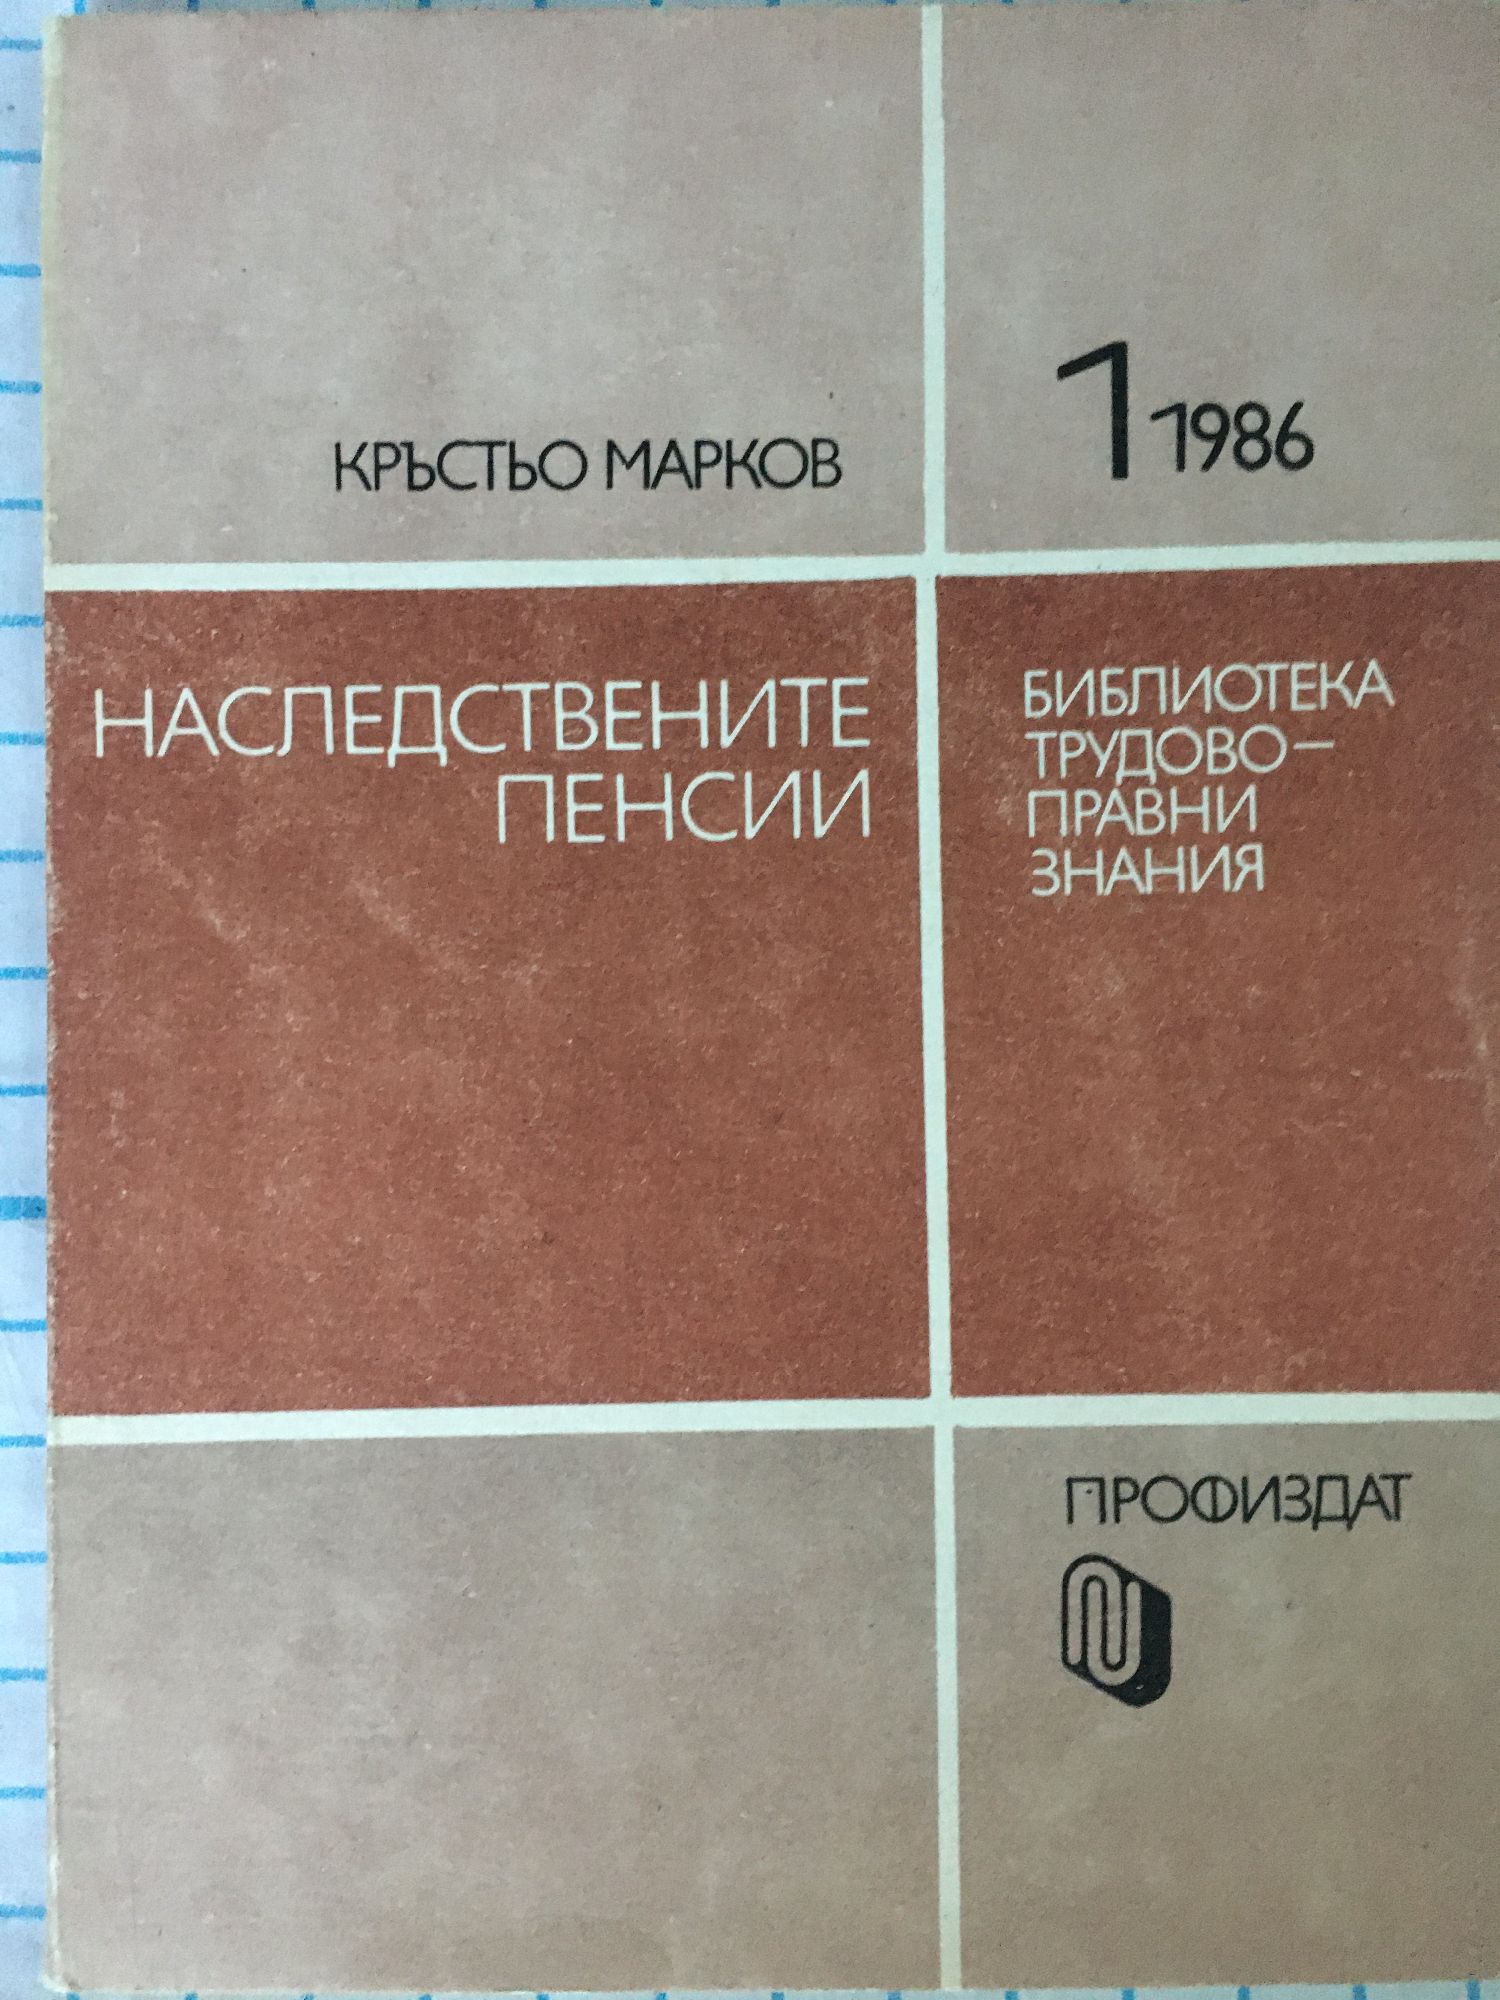 КРЪСТЬО МАРКОВ
1 1986
НАСЛЕДСТВЕНИТЕ
ПЕНСИИ
БИБЛИОТЕКА
ТРУДОВО-
ПРАВНИ
ЗНАНИЯ
ПРОФИЗДАТ